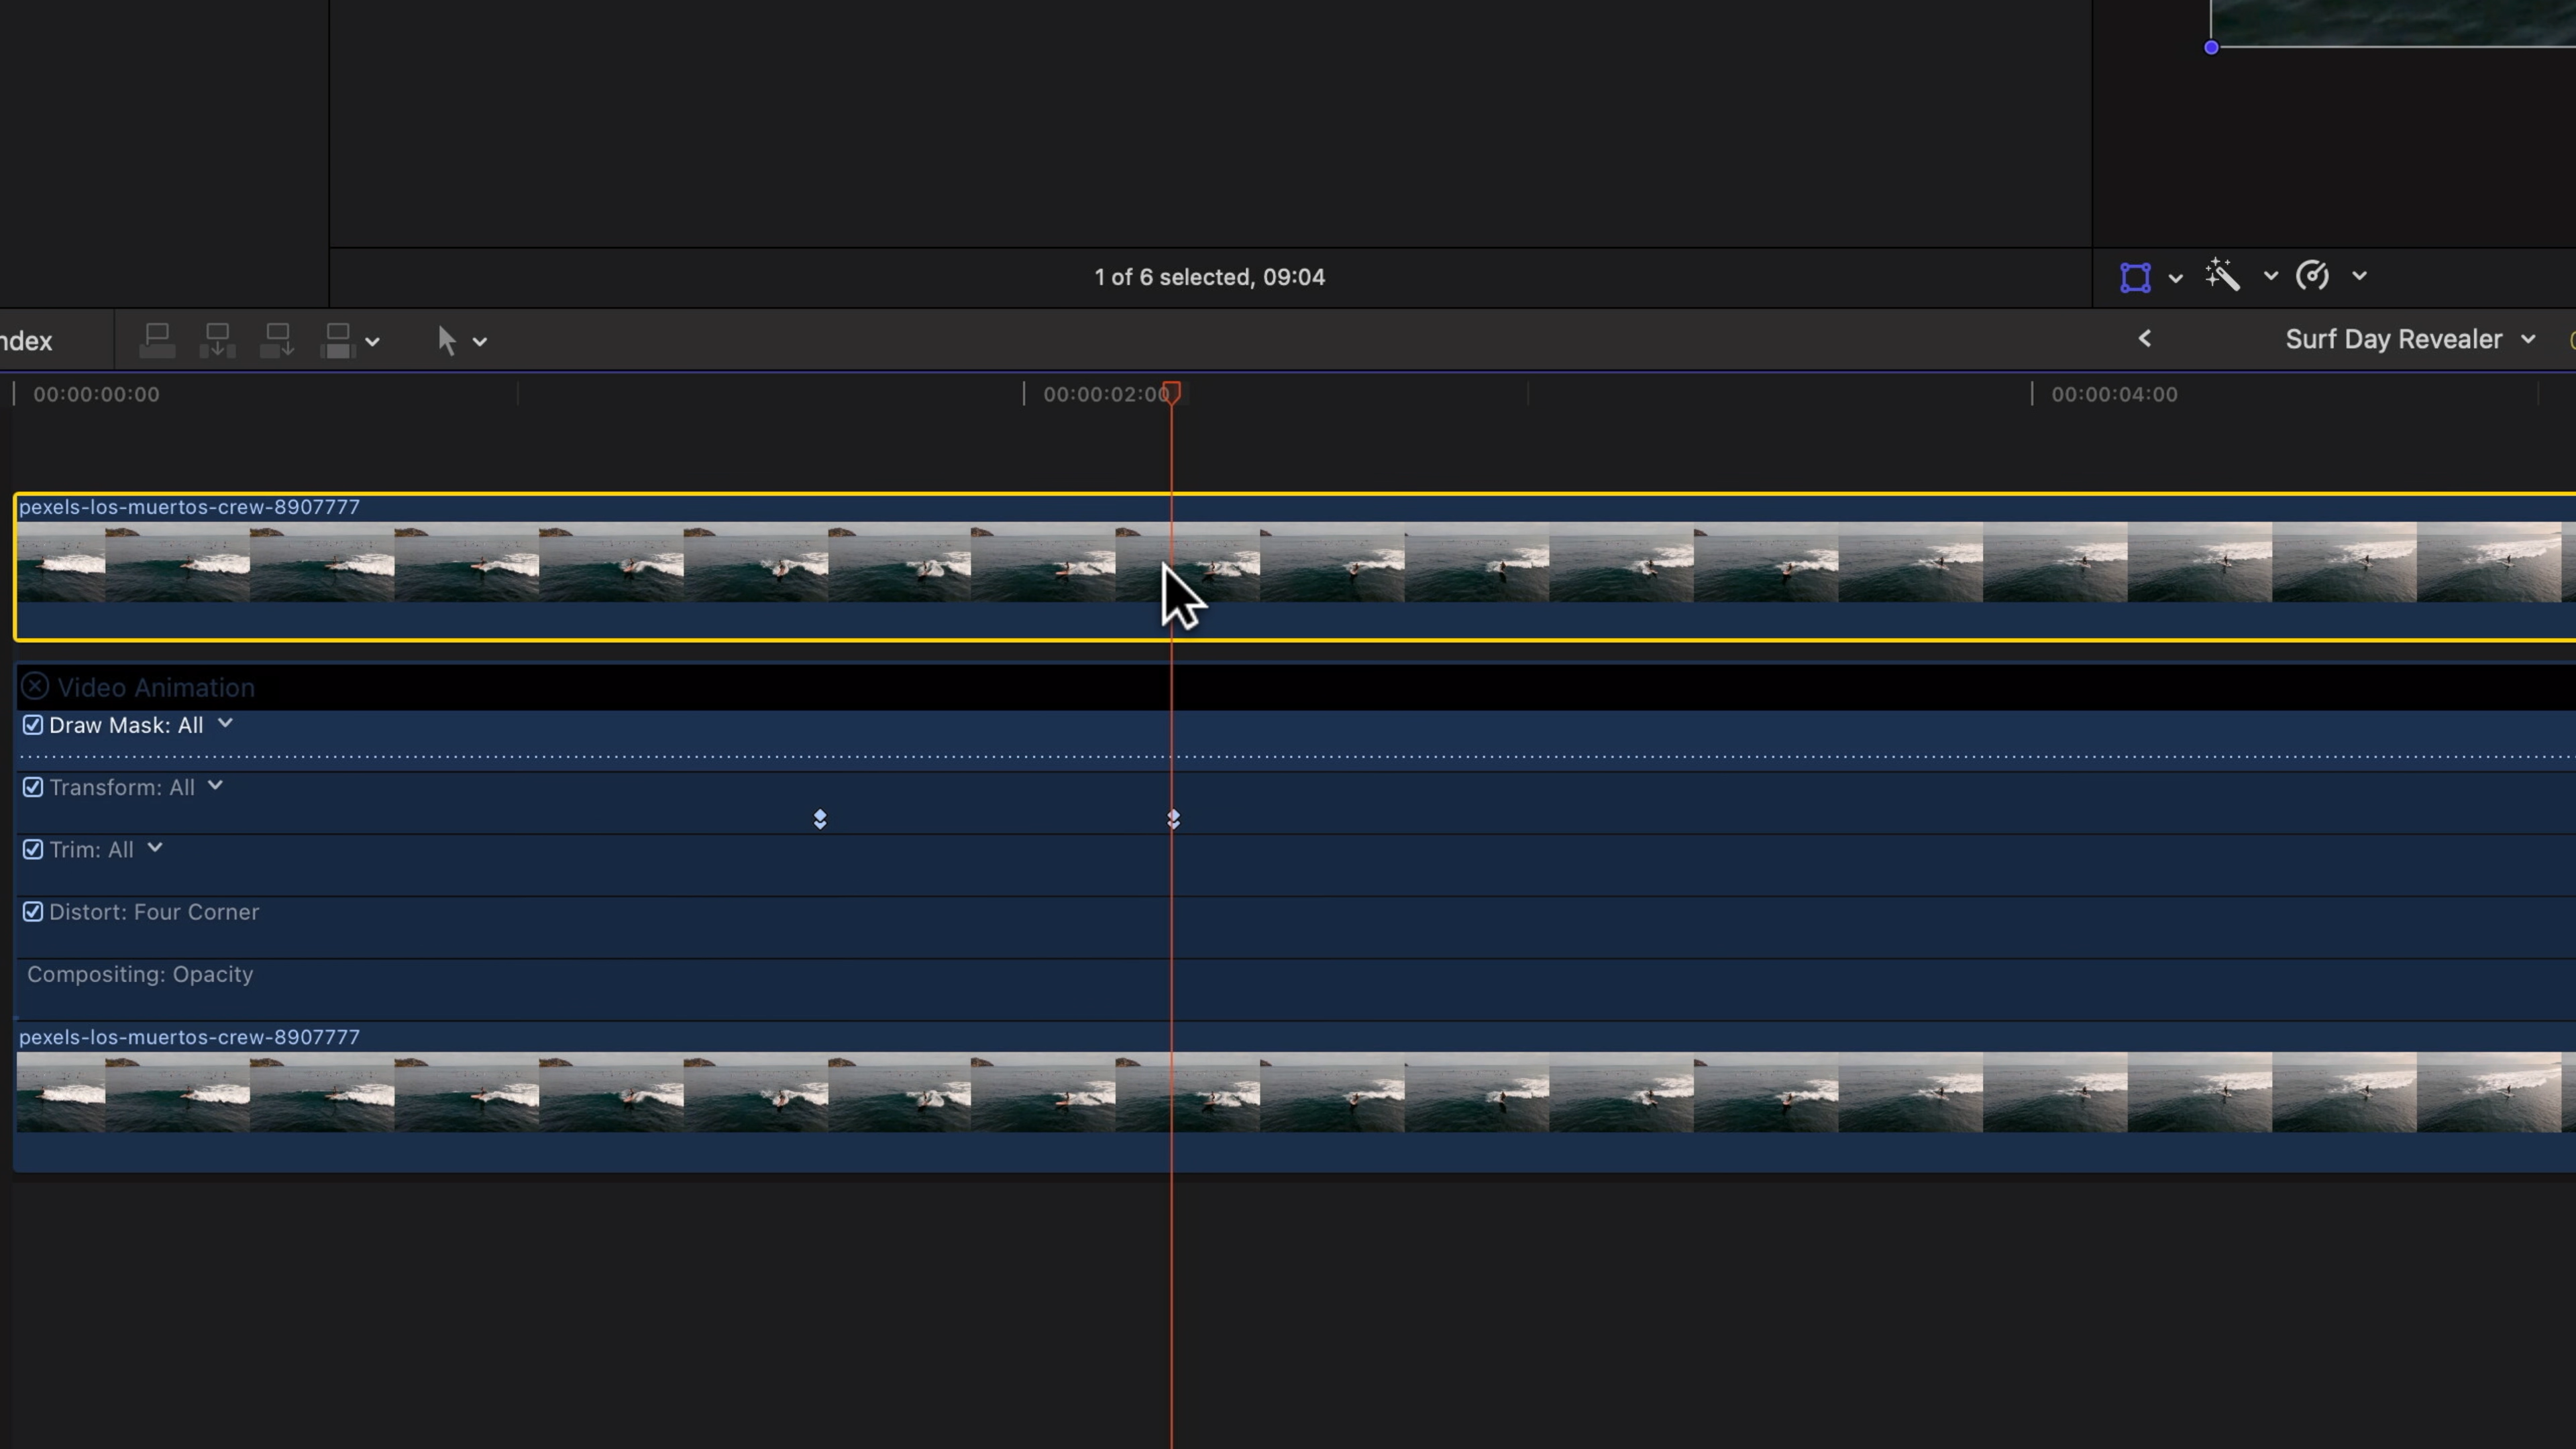 1 of 6 selected, 09:04
ndex
Surf Day Revealer
00:00:00:00
00:00:02:00
00:00:04:00
pexels-los-muertos-crew-8907777
Video Animation
Draw Mask: All
Transform: All
Trim: All
Distort: Four Corner
Compositing: Opacity
pexels-los-muertos-crew-8907777